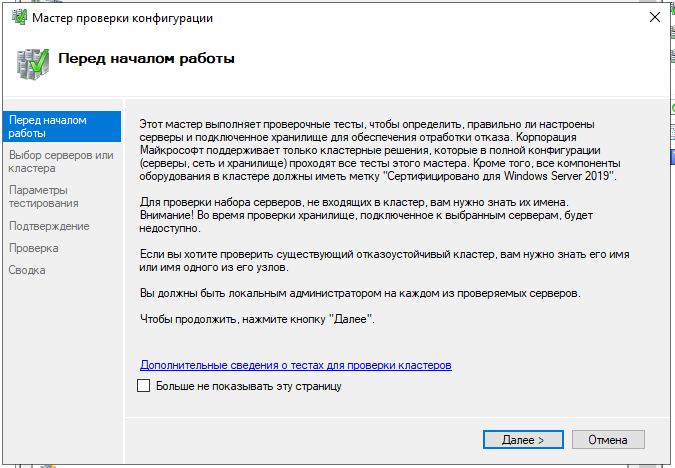 Мастер проверки конфигурации
Перед началом работы
Перед началом
работы
Выбор серверов или
кластера
Параметры
тестирования
Подтверждение
Проверка
Сводка
Этот мастер выполняет проверочные тесты, чтобы определить, правильно ли настроены
серверы и подключенное хранилище для обеспечения отработки отказа. Корпорация
Майкрософт поддерживает только кластерные решения, которые в полной конфигурации
(серверы, сеть и хранилище) проходят все тесты этого мастера. Кроме того, все компоненты
оборудования в кластере должны иметь метку "Сертифицировано для Windows Server 2019".
Для проверки набора серверов, не входящих в кластер, вам нужно знать их имена.
Внимание! Во время проверки хранилище, подключенное к выбранным серверам, будет
недоступно.
Если вы хотите проверить существующий отказоустойчивый кластер, вам нужно знать его имя
или имя одного из его узлов.
Вы должны быть локальным администратором на каждом из проверяемых серверов.
Чтобы продолжить, нажмите кнопку "Далее".
Дополнительные сведения о тестах для проверки кластеров
Больше не показывать эту страницу
Далее >
Отмена